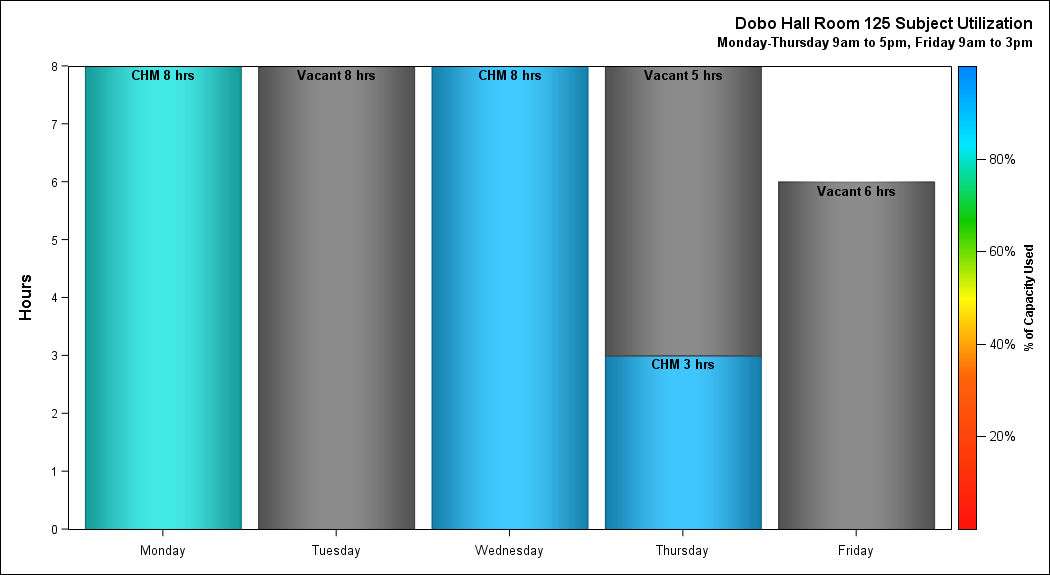 Dobo Hall Room 125 Subject Utilization
Monday-Thursday 9am to 5pm, Friday 9am to 3pm
Hours
8
7
6
5
4
3
2
1
0
CHM 8 hrs
Vacant 8 hrs
CHM 8 hrs
Vacant 5 hrs
CHM 3 hrs
Vacant 6 hrs
Monday
Tuesday
Wednesday
Thursday
Friday
80%
60%
40%
20%
% of Capacity Used